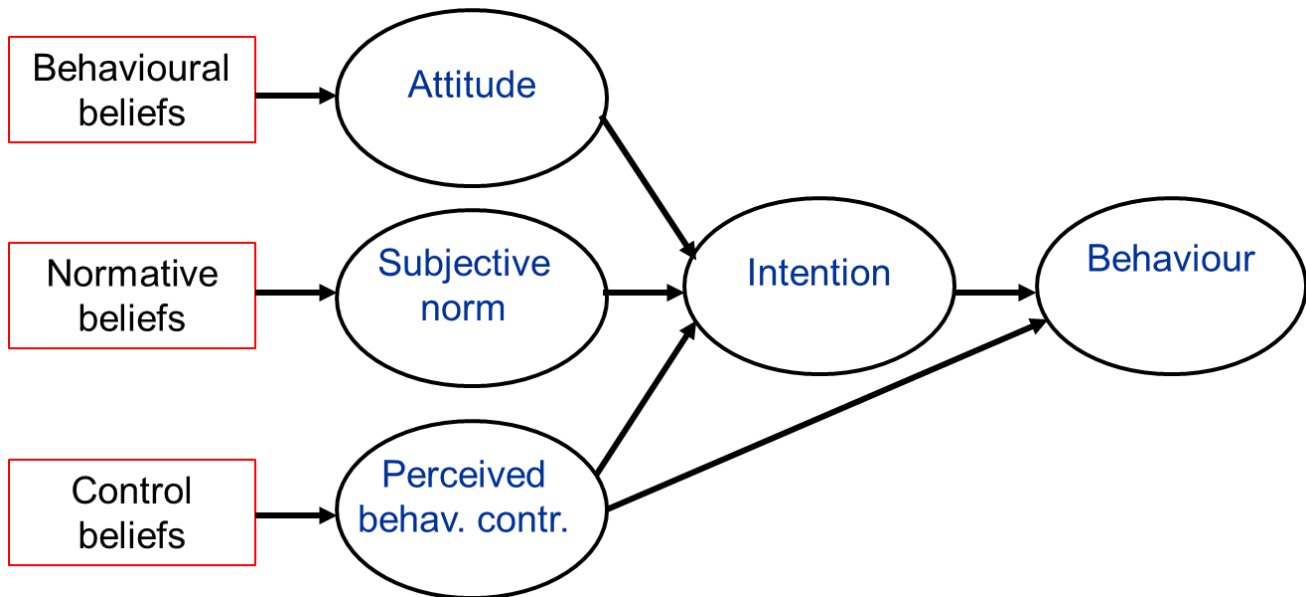 Behavioural
beliefs
Attitude
Normative
beliefs
Subjective
norm
Intention
Behaviour
Control
beliefs
Perceived
behav. contr.